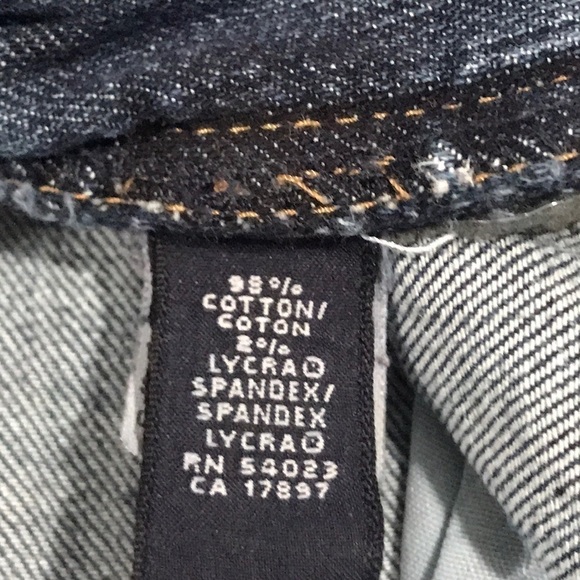 98%
COTTON/
COTON
2%
LYCRA®
SPANDEX/
SPANDEX
LYCRA®
RN 54023
CA 17897